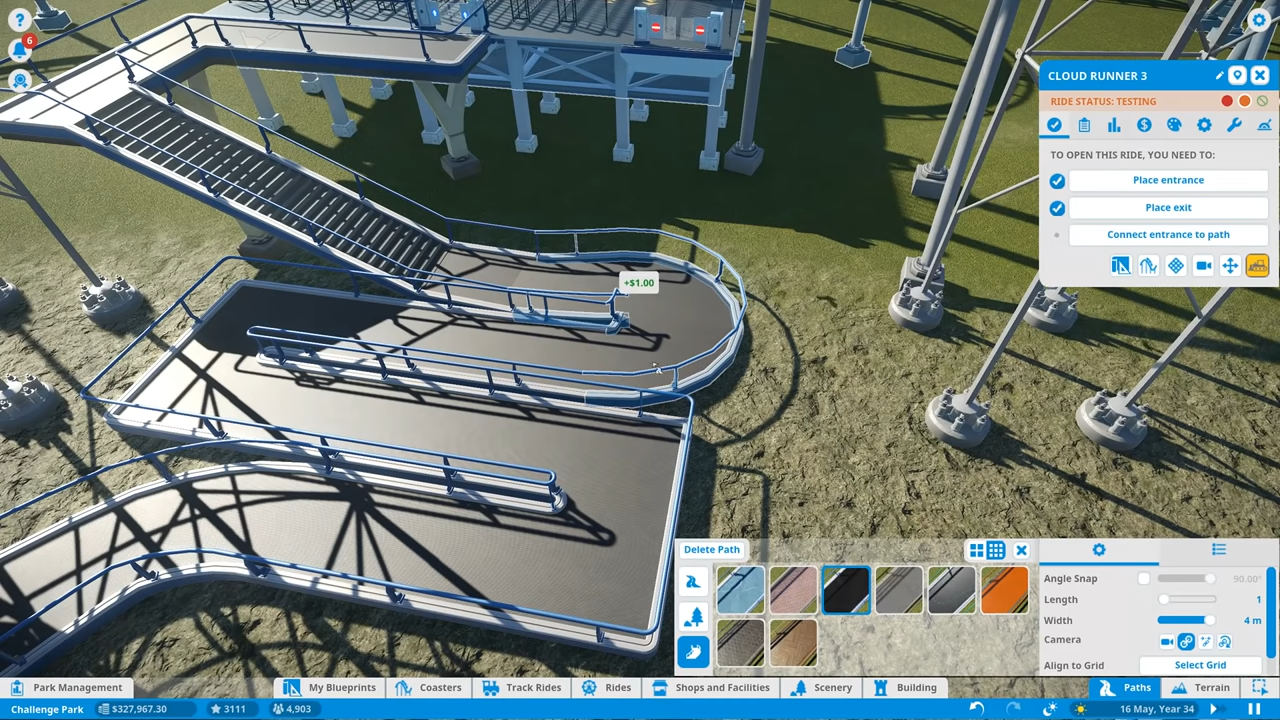 ?
6
CLOUD RUNNER 3
RIDE STATUS: TESTING
TO OPEN THIS RIDE, YOU NEED TO:
Place entrance
Place exit
Connect entrance to path
+$1.00
Delete Path
Angle Snap
90.00°
Length
1
Width
4 m
Camera
Align to Grid
Select Grid
Park Management
My Blueprints
Coasters
Track Rides
Rides
Shops and Facilities
Scenery
Building
Paths
Terrain
Challenge Park
$327,967.30
3111
4,903
16 May, Year 34